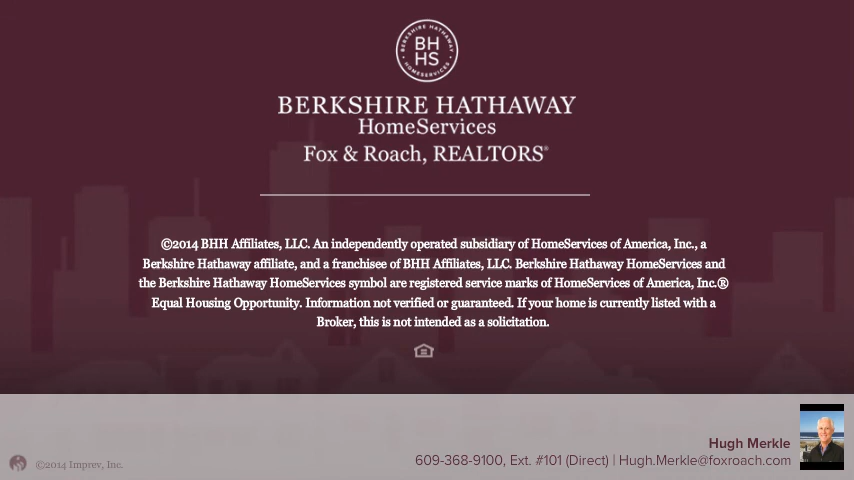 BERKSHIRE HATHAWAY
BH
HS
HOMESERVICES
BERKSHIRE HATHAWAY
HomeServices
Fox & Roach, REALTORS®
©2014 BHH Affiliates, LLC. An independently operated subsidiary of HomeServices of America, Inc., a
Berkshire Hathaway affiliate, and a franchisee of BHH Affiliates, LLC. Berkshire Hathaway HomeServices and
the Berkshire Hathaway HomeServices symbol are registered service marks of HomeServices of America, Inc.®
Equal Housing Opportunity. Information not verified or guaranteed. If your home is currently listed with a
Broker, this is not intended as a solicitation.
Hugh Merkle
609-368-9100, Ext. #101 (Direct) | Hugh.Merkle@foxroach.com
©2014 Imprev, Inc.